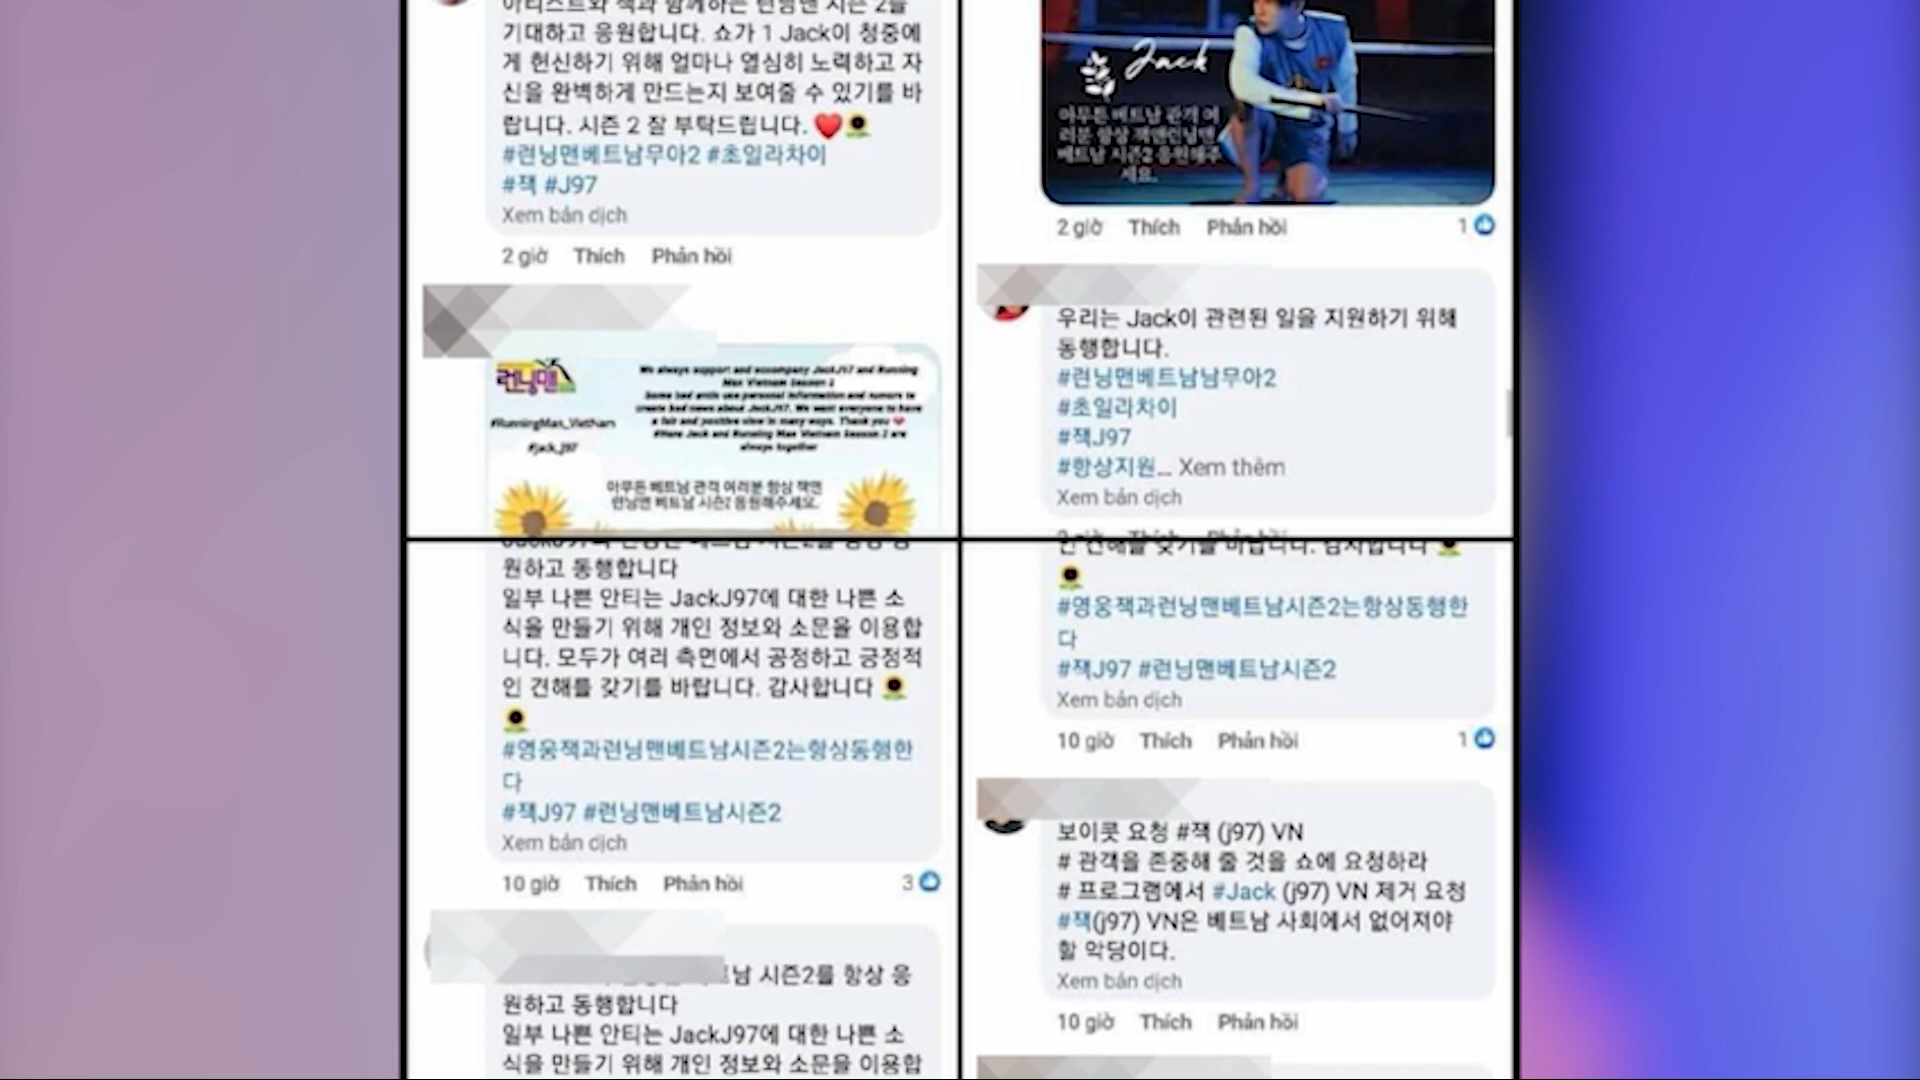 아티스트와 잭과 함께하는 런닝맨 시즌 2를
기대하고 응원합니다. 쇼가 1 Jack이 청중에
게 헌신하기 위해 얼마나 열심히 노력하고 자
신을 완벽하게 만드는지 보여줄 수 있기를 바
랍니다. 시즌 2 잘 부탁드립니다. ❤️🌻
#런닝맨베트남무아2 #초일라차이
#잭 #J97
Xem bản dịch
2 giờ Thích Phản hồi
런닝맨
#RunningMan_Vietnam
#jack_J97
We always support and accompany JackJ97 and Running
Man Vietnam Season 2
Some bad antis use personal information and rumors to
create bad news about JackJ97. We want everyone to have
a fair and positive view in many ways. Thank you ❤️
#Hero Jack and Running Man Vietnam Season 2 are
always together
아무튼 베트남 관객 여러분 항상 잭맨
런닝맨 베트남 시즌2 응원해주세요.
Jack
아무튼 베트남 관객 여
러분 항상 잭맨런닝맨
베트남 시즌2 응원해주
세요.
2 giờ Thích Phản hồi 1
우리는 Jack이 관련된 일을 지원하기 위해
동행합니다.
#런닝맨베트남남무아2
#초일라차이
#잭J97
#항상지원... Xem thêm
Xem bản dịch
원하고 동행합니다
일부 나쁜 안티는 JackJ97에 대한 나쁜 소
식을 만들기 위해 개인 정보와 소문을 이용합
니다. 모두가 여러 측면에서 공정하고 긍정적
인 견해를 갖기를 바랍니다. 감사합니다 🌻
🌻
#영웅잭과런닝맨베트남시즌2는항상동행한
다
#잭J97 #런닝맨베트남시즌2
Xem bản dịch
10 giờ Thích Phản hồi 3
남 시즌2를 항상 응
원하고 동행합니다
일부 나쁜 안티는 JackJ97에 대한 나쁜 소
식을 만들기 위해 개인 정보와 소문을 이용합
인 견해를 갖기를 바랍니다. 감사합니다 🌻
🌻
#영웅잭과런닝맨베트남시즌2는항상동행한
다
#잭J97 #런닝맨베트남시즌2
Xem bản dịch
10 giờ Thích Phản hồi 1
보이콧 요청 #잭 (j97) VN
# 관객을 존중해 줄 것을 쇼에 요청하라
# 프로그램에서 #Jack (j97) VN 제거 요청
#잭(j97) VN은 베트남 사회에서 없어져야
할 악당이다.
Xem bản dịch
10 giờ Thích Phản hồi